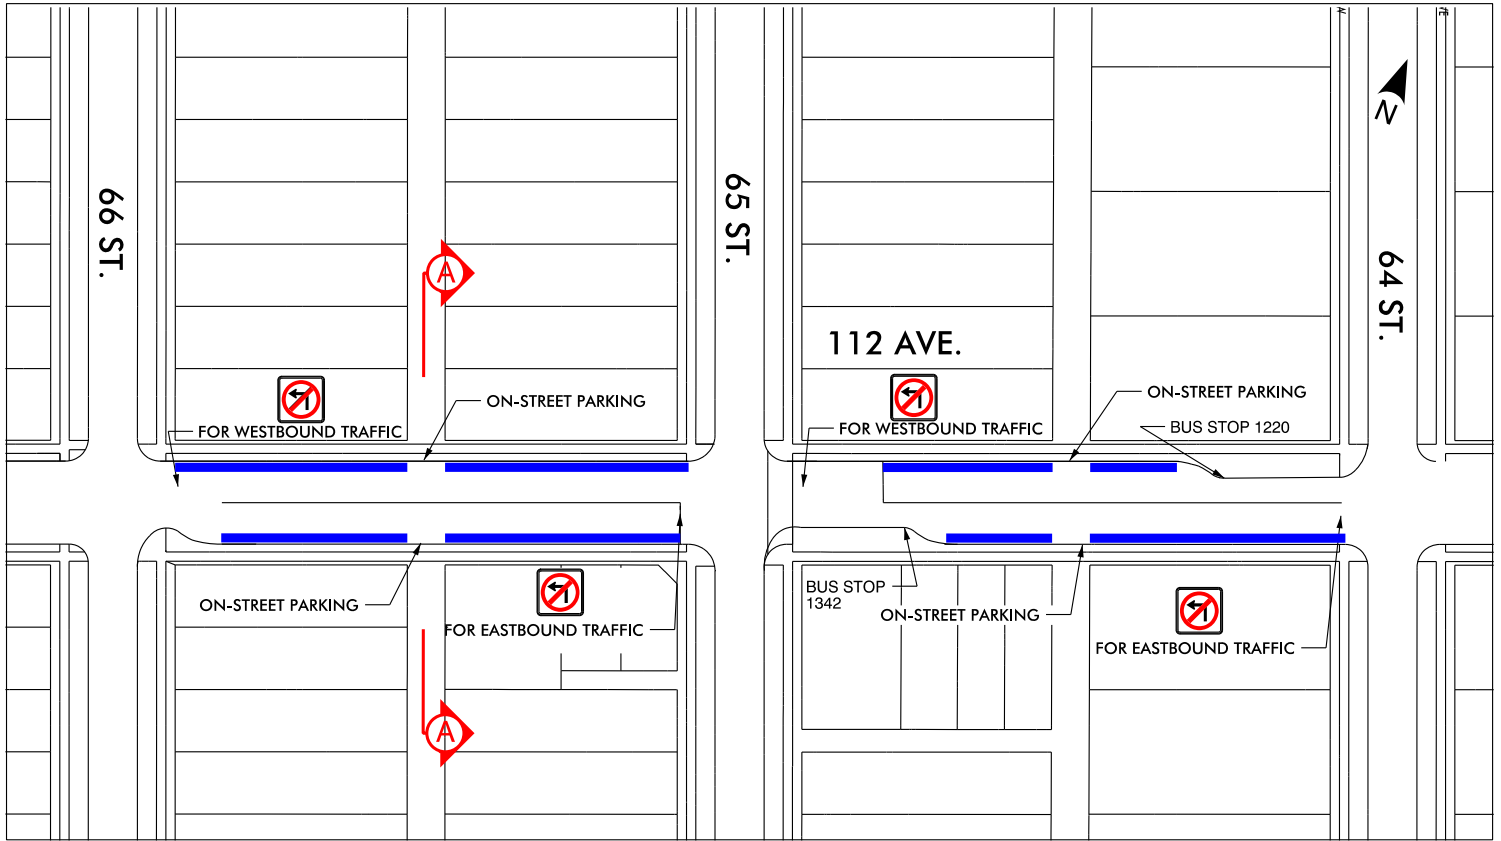 N
66 ST.
65 ST.
64 ST.
112 AVE.
A
ON-STREET PARKING
FOR WESTBOUND TRAFFIC
ON-STREET PARKING
BUS STOP 1220
FOR WESTBOUND TRAFFIC
ON-STREET PARKING
FOR EASTBOUND TRAFFIC
BUS STOP
1342
ON-STREET PARKING
FOR EASTBOUND TRAFFIC
A